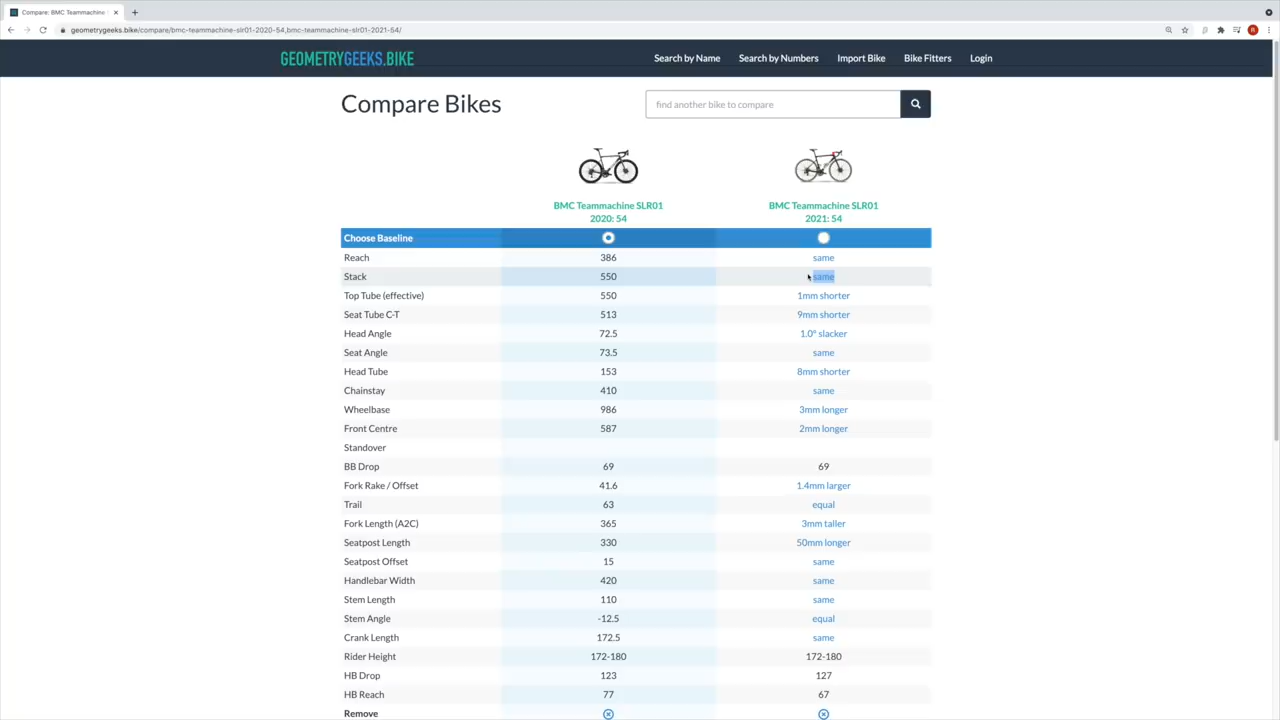 Compare: BMC Teammachine S
geometrygeeks.bike/compare/bmc-teammachine-slr01-2020-54,bmc-teammachine-slr01-2021-54/
R
GEOMETRYGEEKS.BIKE
Search by Name Search by Numbers Import Bike Bike Fitters Login
Compare Bikes
find another bike to compare
BMC Teammachine SLR01 BMC Teammachine SLR01
2020: 54 2021: 54
Choose Baseline
Reach 386 same
Stack 550 same
Top Tube (effective) 550 1mm shorter
Seat Tube C-T 513 9mm shorter
Head Angle 72.5 1.0° slacker
Seat Angle 73.5 same
Head Tube 153 8mm shorter
Chainstay 410 same
Wheelbase 986 3mm longer
Front Centre 587 2mm longer
Standover
BB Drop 69 69
Fork Rake / Offset 41.6 1.4mm larger
Trail 63 equal
Fork Length (A2C) 365 3mm taller
Seatpost Length 330 50mm longer
Seatpost Offset 15 same
Handlebar Width 420 same
Stem Length 110 same
Stem Angle -12.5 equal
Crank Length 172.5 same
Rider Height 172-180 172-180
HB Drop 123 127
HB Reach 77 67
Remove